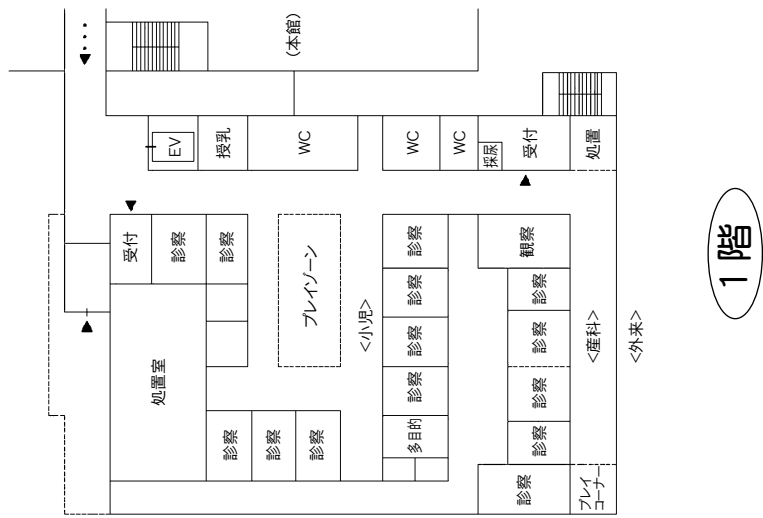 受付
処置室
診察
EV
診察
診察
授乳
診察
(本館)
診察
プレイゾーン
WC
<小児>
多目的
診察
診察
診察
診察
WC
WC
採尿
診察
診察
診察
診察
診察
観察
受付
プレイ
コーナー
<産科>
処置
<外来>
1階